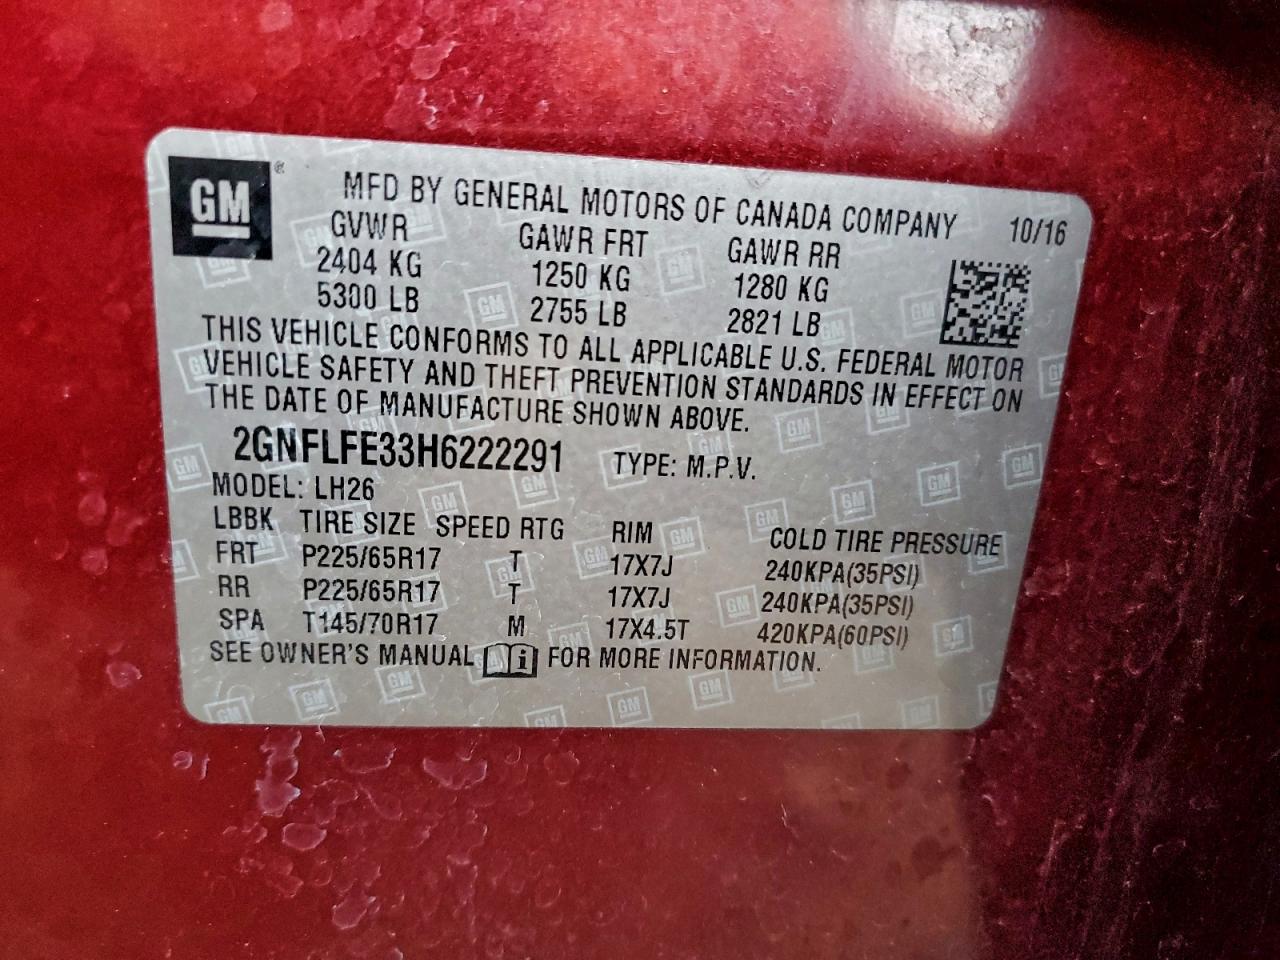 GM ®
MFD BY GENERAL MOTORS OF CANADA COMPANY 10/16
GVWR GAWR FRT GAWR RR
2404 KG 1250 KG 1280 KG
5300 LB 2755 LB 2821 LB
THIS VEHICLE CONFORMS TO ALL APPLICABLE U.S. FEDERAL MOTOR
VEHICLE SAFETY AND THEFT PREVENTION STANDARDS IN EFFECT ON
THE DATE OF MANUFACTURE SHOWN ABOVE.
2GNFLFE33H6222291 TYPE: M.P.V.
MODEL: LH26
LBBK TIRE SIZE SPEED RTG RIM COLD TIRE PRESSURE
FRT P225/65R17 T 17X7J 240KPA(35PSI)
RR P225/65R17 T 17X7J 240KPA(35PSI)
SPA T145/70R17 M 17X4.5T 420KPA(60PSI)
SEE OWNER'S MANUAL i FOR MORE INFORMATION.